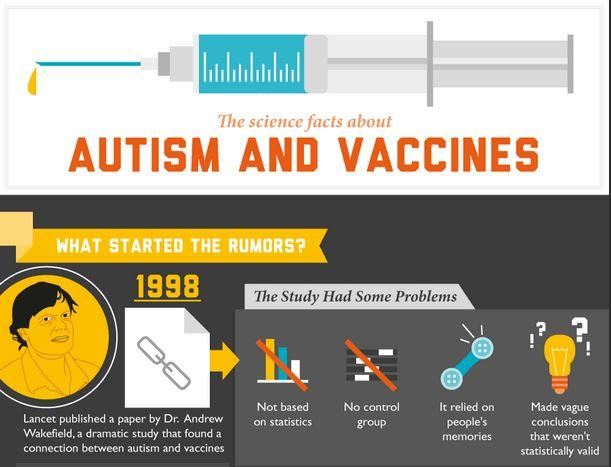 The science facts about
AUTISM AND VACCINES
WHAT STARTED THE RUMORS?
1998
Lancet published a paper by Dr. Andrew
Wakefield, a dramatic study that found a
connection between autism and vaccines
The Study Had Some Problems
Not based
on statistics
No control
group
It relied on
people's
memories
Made vague
conclusions
that weren't
statistically valid